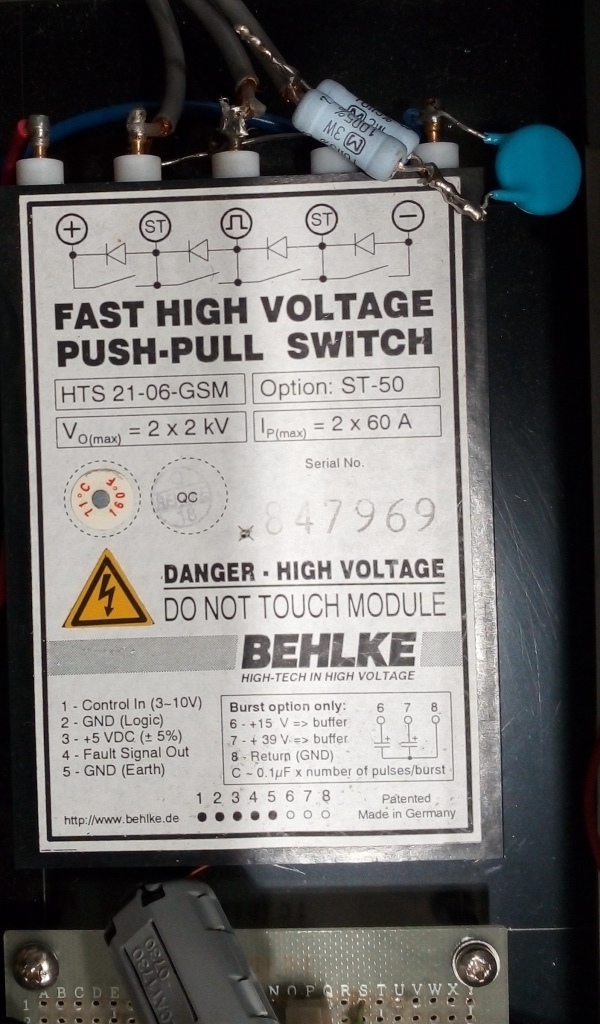 3W
+ ST ST −
FAST HIGH VOLTAGE
PUSH-PULL SWITCH
HTS 21-06-GSM Option: ST-50
VO(max) = 2 x 2 kV IP(max) = 2 x 60 A
Serial No.
71°C 160°F
QC
847969
DANGER - HIGH VOLTAGE
DO NOT TOUCH MODULE
BEHLKE
HIGH-TECH IN HIGH VOLTAGE
1 - Control In (3~10V)
2 - GND (Logic)
3 - +5 VDC (± 5%)
4 - Fault Signal Out
5 - GND (Earth)
Burst option only: 6 7 8
6 - +15 V => buffer
7 - + 39 V => buffer
8 - Return (GND)
C ~ 0.1µF x number of pulses/burst
+ +
1 2 3 4 5 6 7 8
http://www.behlke.de
Patented
Made in Germany
A B C D E N O P Q R S T U V W X
1
2